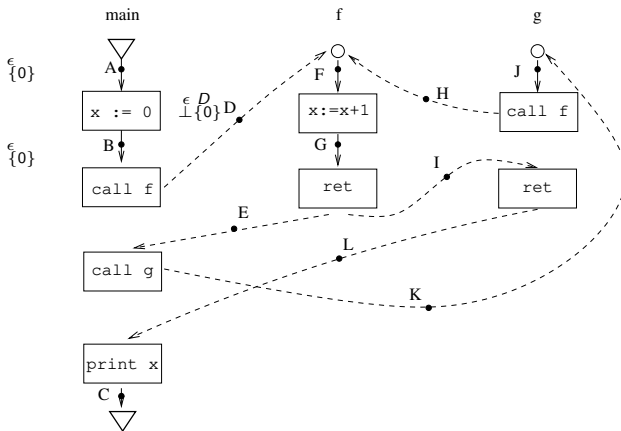 main f g
ϵ
{0}
A
F
J
H
x := 0
ϵ D
⊥{0}
D
x:=x+1
call f
ϵ
{0}
B
G
I
call f
ret
ret
E
L
call g
K
print x
C